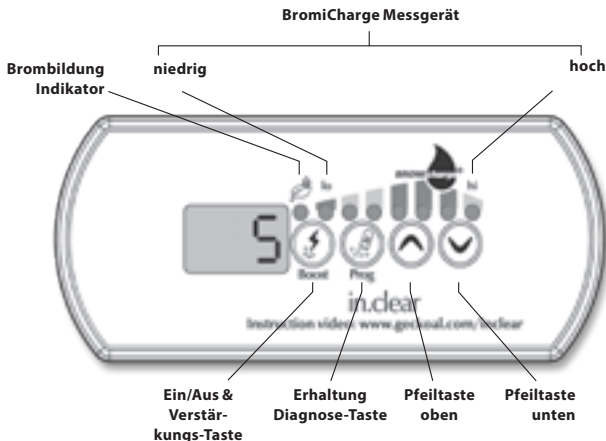 BromiCharge Messgerät
Brombildung
Indikator
niedrig
hoch
lo
hi
S
Boost
Prog
in.clear
Instruction video: www.geckoal.com/inclear
Ein/Aus &
Verstär-
kungs-Taste
Erhaltung
Diagnose-Taste
Pfeiltaste
oben
Pfeiltaste
unten